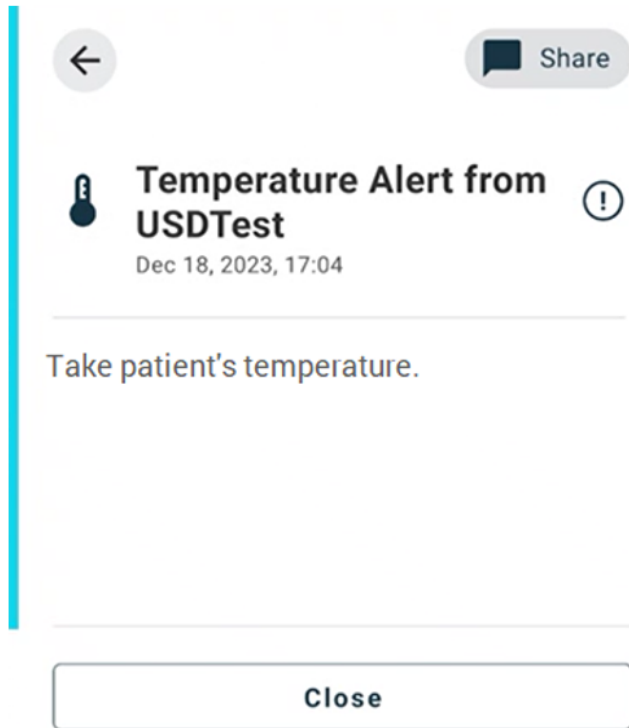 Share
Temperature Alert from
USDTest
Dec 18, 2023, 17:04
Take patient's temperature.
Close